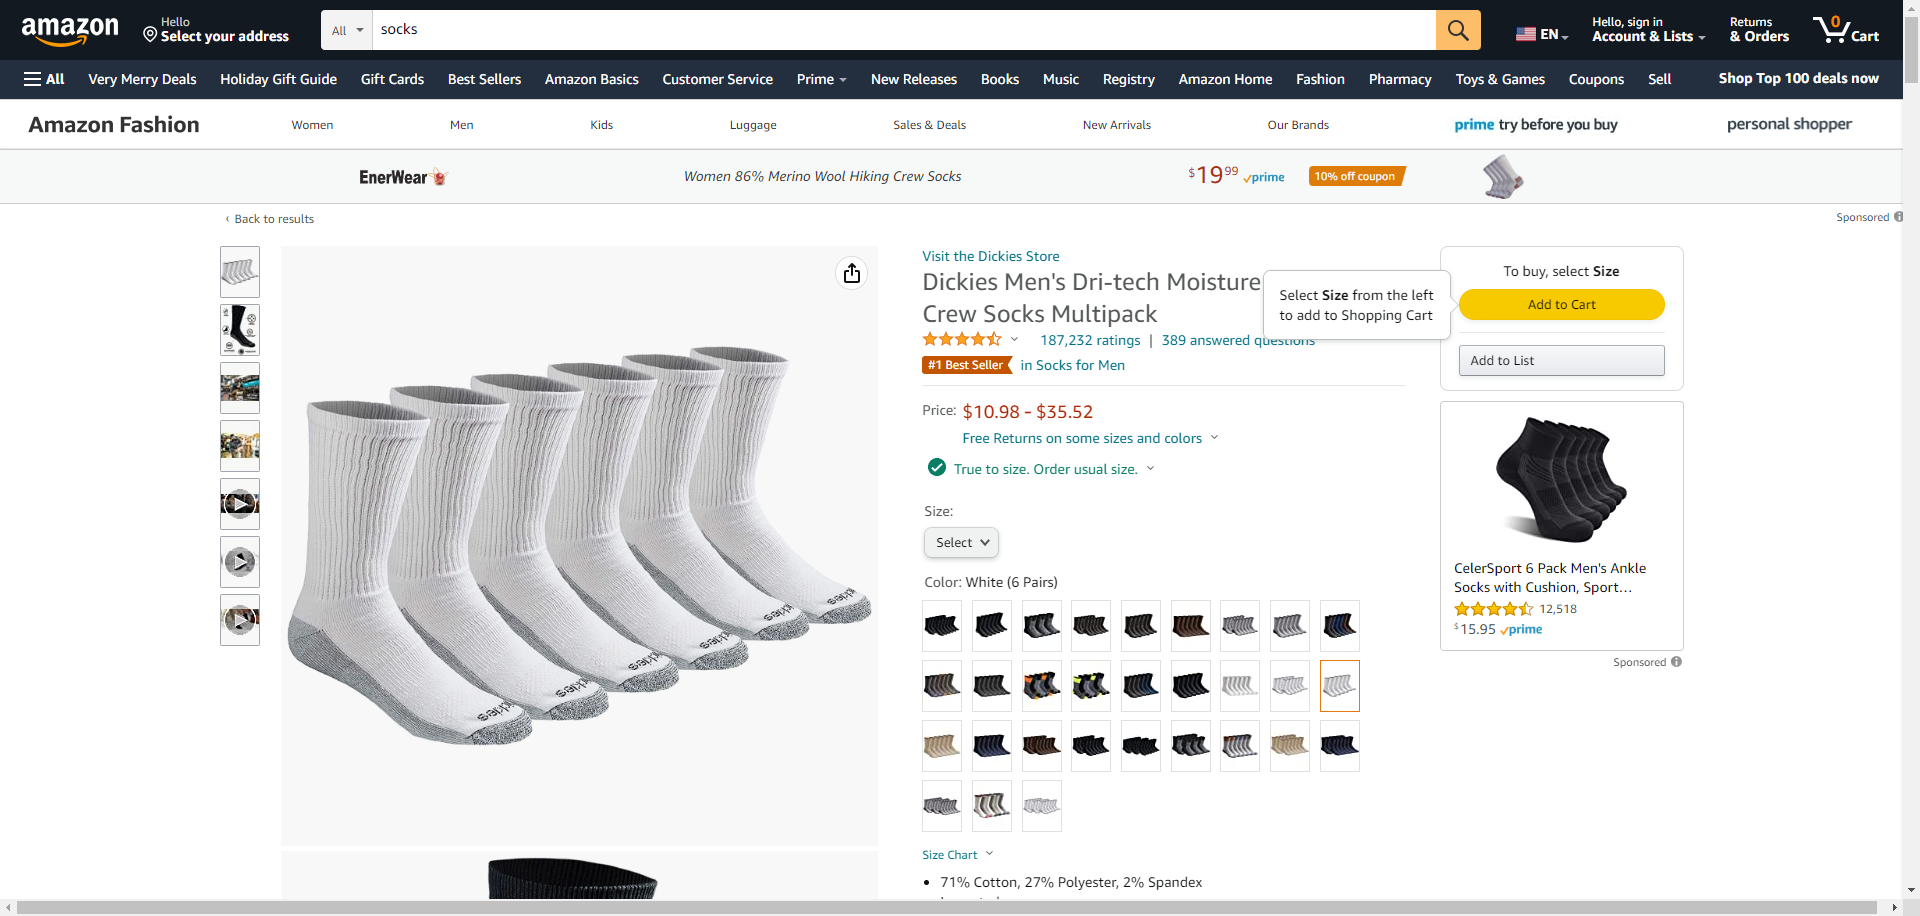 amazon
Hello
Select your address
All
socks
EN
Hello, sign in
Account & Lists
Returns
& Orders
0
Cart
All
Very Merry Deals
Holiday Gift Guide
Gift Cards
Best Sellers
Amazon Basics
Customer Service
Prime
New Releases
Books
Music
Registry
Amazon Home
Fashion
Pharmacy
Toys & Games
Coupons
Sell
Shop Top 100 deals now
Amazon Fashion
Women
Men
Kids
Luggage
Sales & Deals
New Arrivals
Our Brands
prime try before you buy
personal shopper
EnerWear
Women 86% Merino Wool Hiking Crew Socks
$19.99 prime
10% off coupon
‹ Back to results
Sponsored
Visit the Dickies Store
Dickies Men's Dri-tech Moisture
Crew Socks Multipack
187,232 ratings | 389 answered questions
#1 Best Seller in Socks for Men
Price: $10.98 - $35.52
Free Returns on some sizes and colors
True to size. Order usual size.
Size:
Select
Color: White (6 Pairs)
Size Chart
• 71% Cotton, 27% Polyester, 2% Spandex
Select Size from the left
to add to Shopping Cart
To buy, select Size
Add to Cart
Add to List
CelerSport 6 Pack Men's Ankle
Socks with Cushion, Sport...
12,518
$15.95 prime
Sponsored